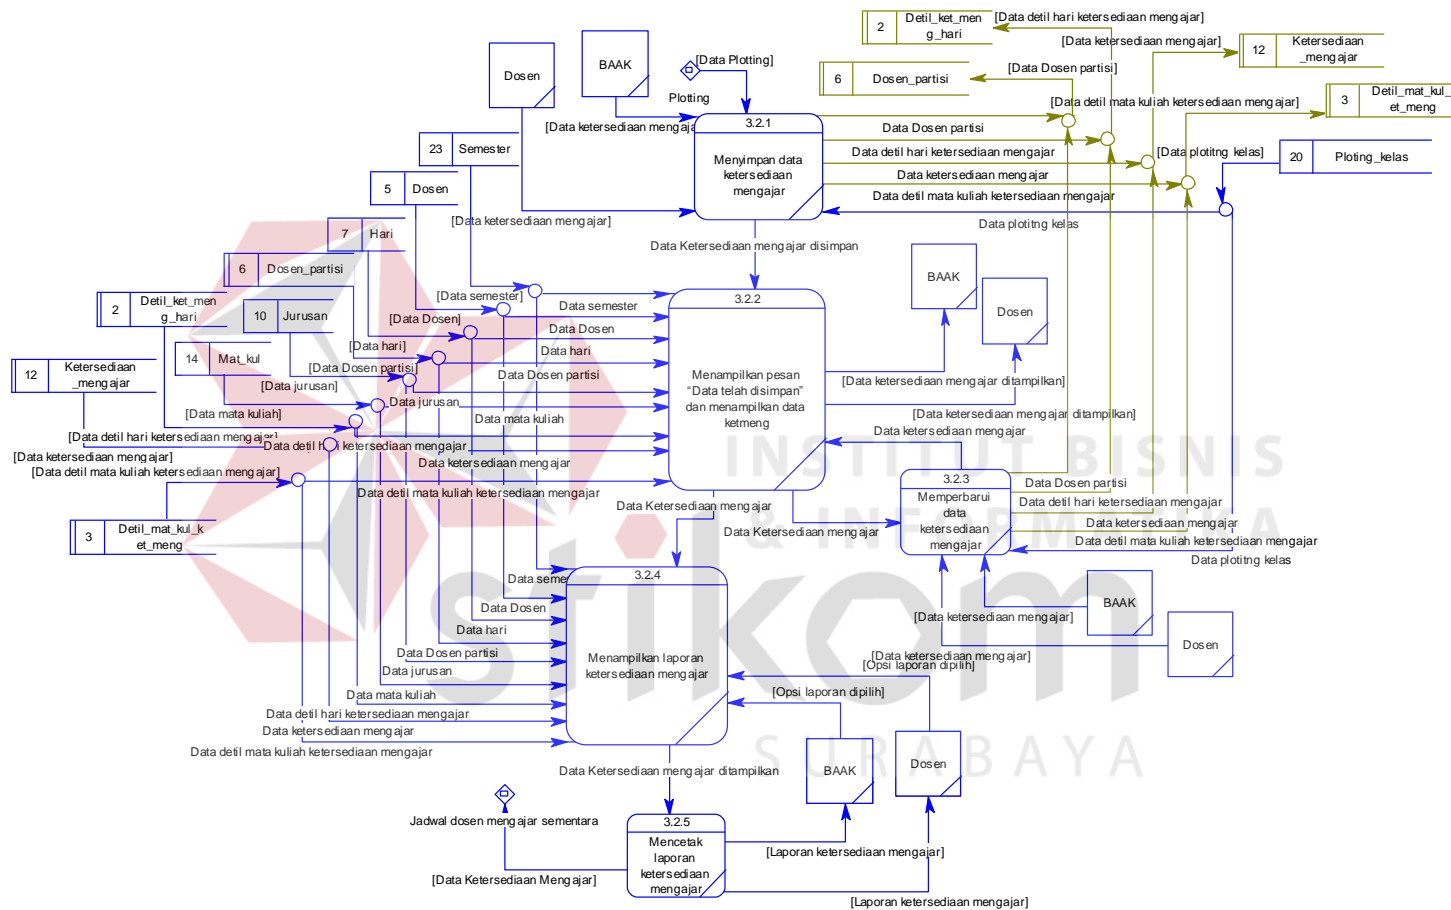 2
Detil_ket_men
g_hari
[Data detil hari ketersediaan mengajar]
[Data ketersediaan mengajar]
12
Ketersediaan
_mengajar
Dosen
BAAK
[Data Plotting]
Plotting
6
Dosen_partisi
[Data Dosen partisi]
[Data detil mata kuliah ketersediaan mengajar]
3
Detil_mat_kul_
et_meng
[Data ketersediaan mengaja
3.2.1
Menyimpan data
ketersediaan
mengajar
Data Dosen partisi
Data detil hari ketersediaan mengajar
Data ketersediaan mengajar
Data detil mata kuliah ketersediaan mengajar
[Data plotitng kelas]
20
Ploting_kelas
Data plotitng kelas
23
Semester
5
Dosen
[Data ketersediaan mengajar]
7
Hari
Data Ketersediaan mengajar disimpan
6
Dosen_partisi
2
Detil_ket_men
g_hari
10
Jurusan
14
Mat_kul
12
Ketersediaan
_mengajar
[Data semester]
[Data Dosen]
[Data hari]
[Data Dosen partisi]
[Data jurusan]
[Data mata kuliah]
[Data detil hari ketersediaan mengajar]
[Data ketersediaan mengajar]
[Data detil mata kuliah ketersediaan mengajar]
3
Detil_mat_kul_k
et_meng
Data semester
Data Dosen
Data hari
Data Dosen partisi
Data jurusan
Data mata kuliah
Data detil hari ketersediaan mengajar
Data ketersediaan mengajar
Data detil mata kuliah ketersediaan mengajar
3.2.2
Menampilkan pesan
“Data telah disimpan”
dan menampilkan data
ketmeng
BAAK
Dosen
[Data ketersediaan mengajar ditampilkan]
[Data ketersediaan mengajar ditampilkan]
Data ketersediaan mengajar
INSTITUT BISNIS
& INFORMATIKA
stikom
SURABAYA
3.2.3
Memperbarui
data
ketersediaan
mengajar
Data Dosen partisi
Data detil hari ketersediaan mengajar
Data ketersediaan mengajar
Data detil mata kuliah ketersediaan mengajar
Data plotitng kelas
Data Ketersediaan mengajar
Data Ketersediaan mengajar
BAAK
Dosen
[Data ketersediaan mengajar]
[Data ketersediaan mengajar]
3.2.4
Menampilkan laporan
ketersediaan mengajar
Data seme
Data Dosen
Data hari
Data Dosen partisi
Data jurusan
Data mata kuliah
Data detil hari ketersediaan mengajar
Data ketersediaan mengajar
Data detil mata kuliah ketersediaan mengajar
[Opsi laporan dipilih]
[Opsi laporan dipilih]
BAAK
Dosen
Data Ketersediaan mengajar ditampilkan
Jadwal dosen mengajar sementara
3.2.5
Mencetak
laporan
ketersediaan
mengajar
[Data Ketersediaan Mengajar]
[Laporan ketersediaan mengajar]
[Laporan ketersediaan mengajar]